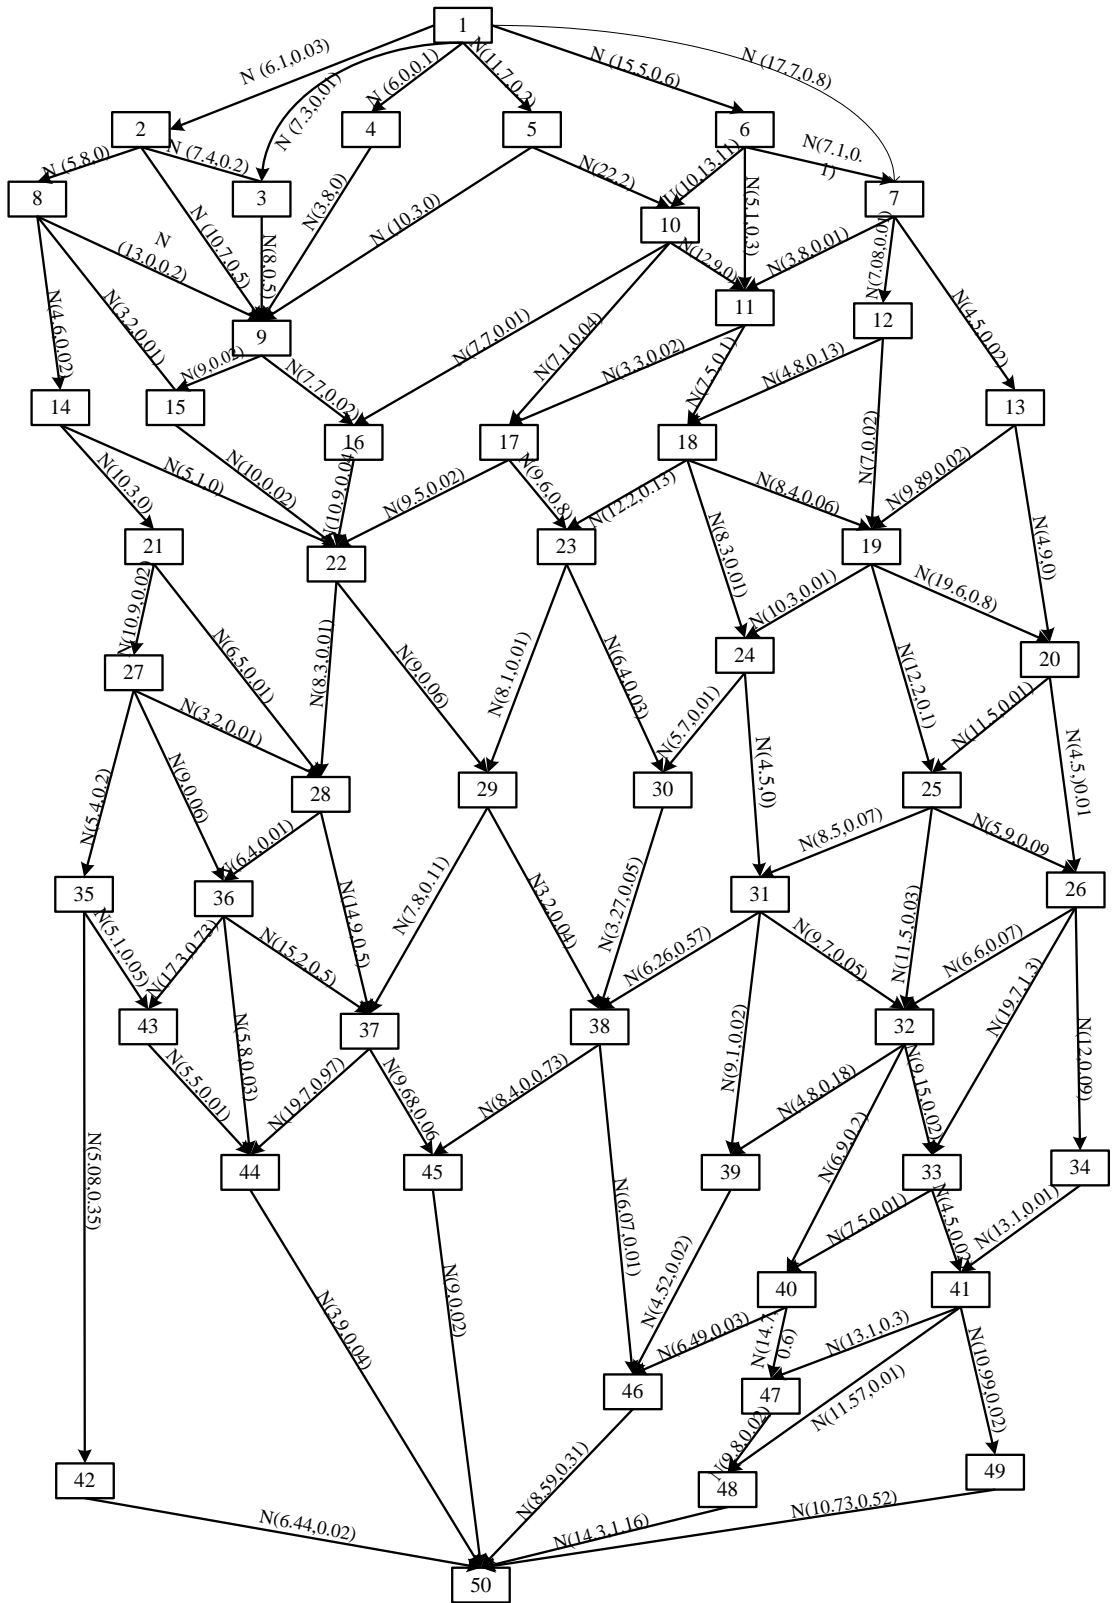 1
N (6.1,0.03)
N (7.3,0.01)
N (6.0,0.1)
N(11.7,0.2)
N (15.5,0.6)
N (17.7,0.8)
2
4
5
6
N (5.8,0)
N (7.4,0.2)
N(3.8,0)
N (10.3,0)
N(22,2)
U(10,13,11)
N(5.1,0.3)
N(7.1,0.
1)
8
3
10
7
N
(13.0,0.2)
N (10.7,0.5)
N(8,0.5)
N(12.9,0)
N(3.8,0.01)
N(7.08,0.01)
N(4.5,0.02)
9
11
12
N(4.6,0.02)
N(3.2,0.01)
N(9,0.02)
N(7.7,0.02)
N(7.7,0.01)
N(7.1,0.04)
N(3.3,0.02)
N(7.5,0.1)
N(4.8,0.13)
N(7,0.02)
14
15
16
17
18
13
N(10.3,0)
N(5.1,0)
N(10,0.02)
N(10.9,0.04)
N(9.5,0.02)
N(9.6,0.8)
N(12.2,0.13)
N(8.3,0.01)
N(8.4,0.06)
N(9.89,0.02)
N(4.9,0)
21
22
23
19
N(10.9,0.02)
N(6.5,0.01)
N(8.3,0.01)
N(9,0.06)
N(8.1,0.01)
N(6.4,0.03)
N(10.3,0.01)
N(12.2,0.1)
N(19.6,0.8)
27
24
20
N(5.4,0.2)
N(9,0.06)
N(3.2,0.01)
N(5.7,0.01)
N(4.5,0)
N(11.5,0.01)
N(4.5,)0.01
28
29
30
25
N(6.4,0.01)
N(14.9,0.5)
N(7.8,0.11)
N3.2,0.04)
N(3,27,0.05)
N(8.5,0.07)
N(11.5,0.03)
N(5,9,0.09
35
36
31
26
N(5.1,0.05)
N(17.3,0.73)
N(5.8,0.03)
N(15.2,0.5)
N(6.26,0.57)
N(9.1,0.02)
N(9.7,0.05)
N(6.6,0.07)
N(19,7,1.3)
N(12,0.09)
43
37
38
32
N(5.08,0.35)
N(5.5,0.01)
N(19.7,0.97)
N(9.68,0.06
N(8.4,0.0.73)
N(6.07,0.01)
N(4.8,0.18)
N(6.9,0.2)
N(9.15,0.02)
44
45
39
33
34
N(3.9,0.04)
N(9,0.02)
N(4.52,0.02)
N(7.5,0.01)
N(4.5,0.02
N(13.1,0.01)
40
41
N(6.49,0.03)
0.6)
N(13.1,0.3)
N(11.57,0.01)
N(10.99,0.02)
46
47
N(8,59,0.31)
N(9.8,0.02)
42
48
49
N(6.44,0.02)
N(14.3,1.16)
N(10.73,0.52)
50